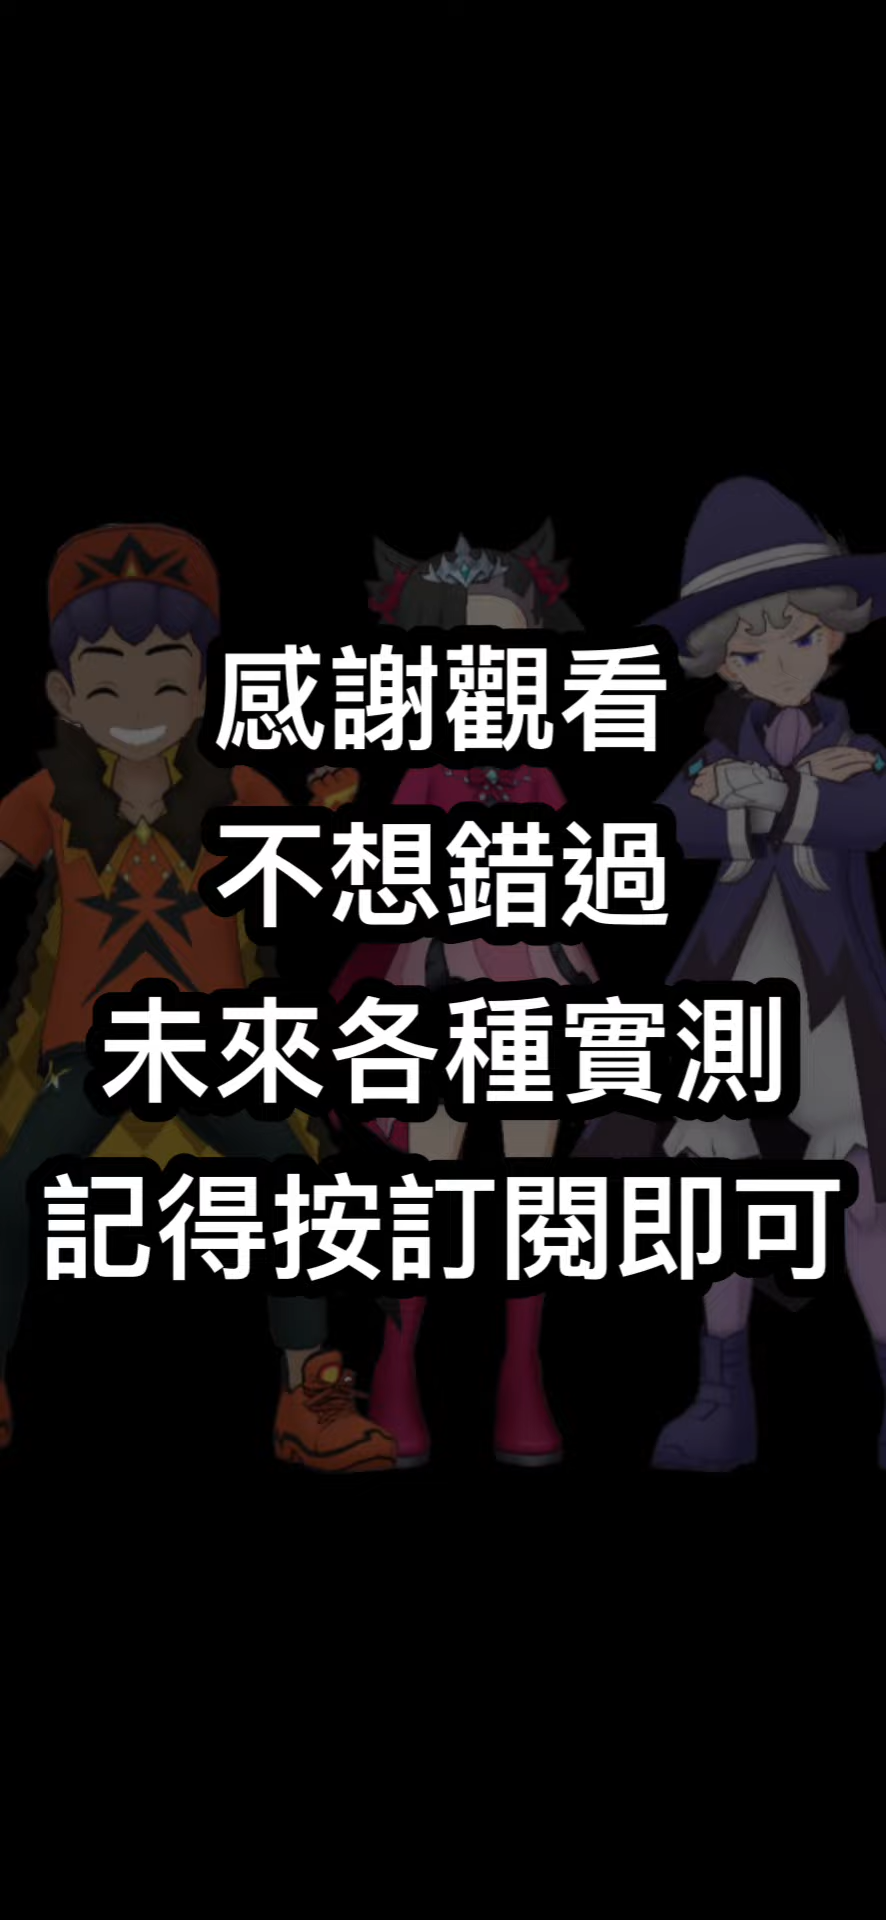 感謝觀看
不想錯過
未來各種實測
記得按訂閱即可